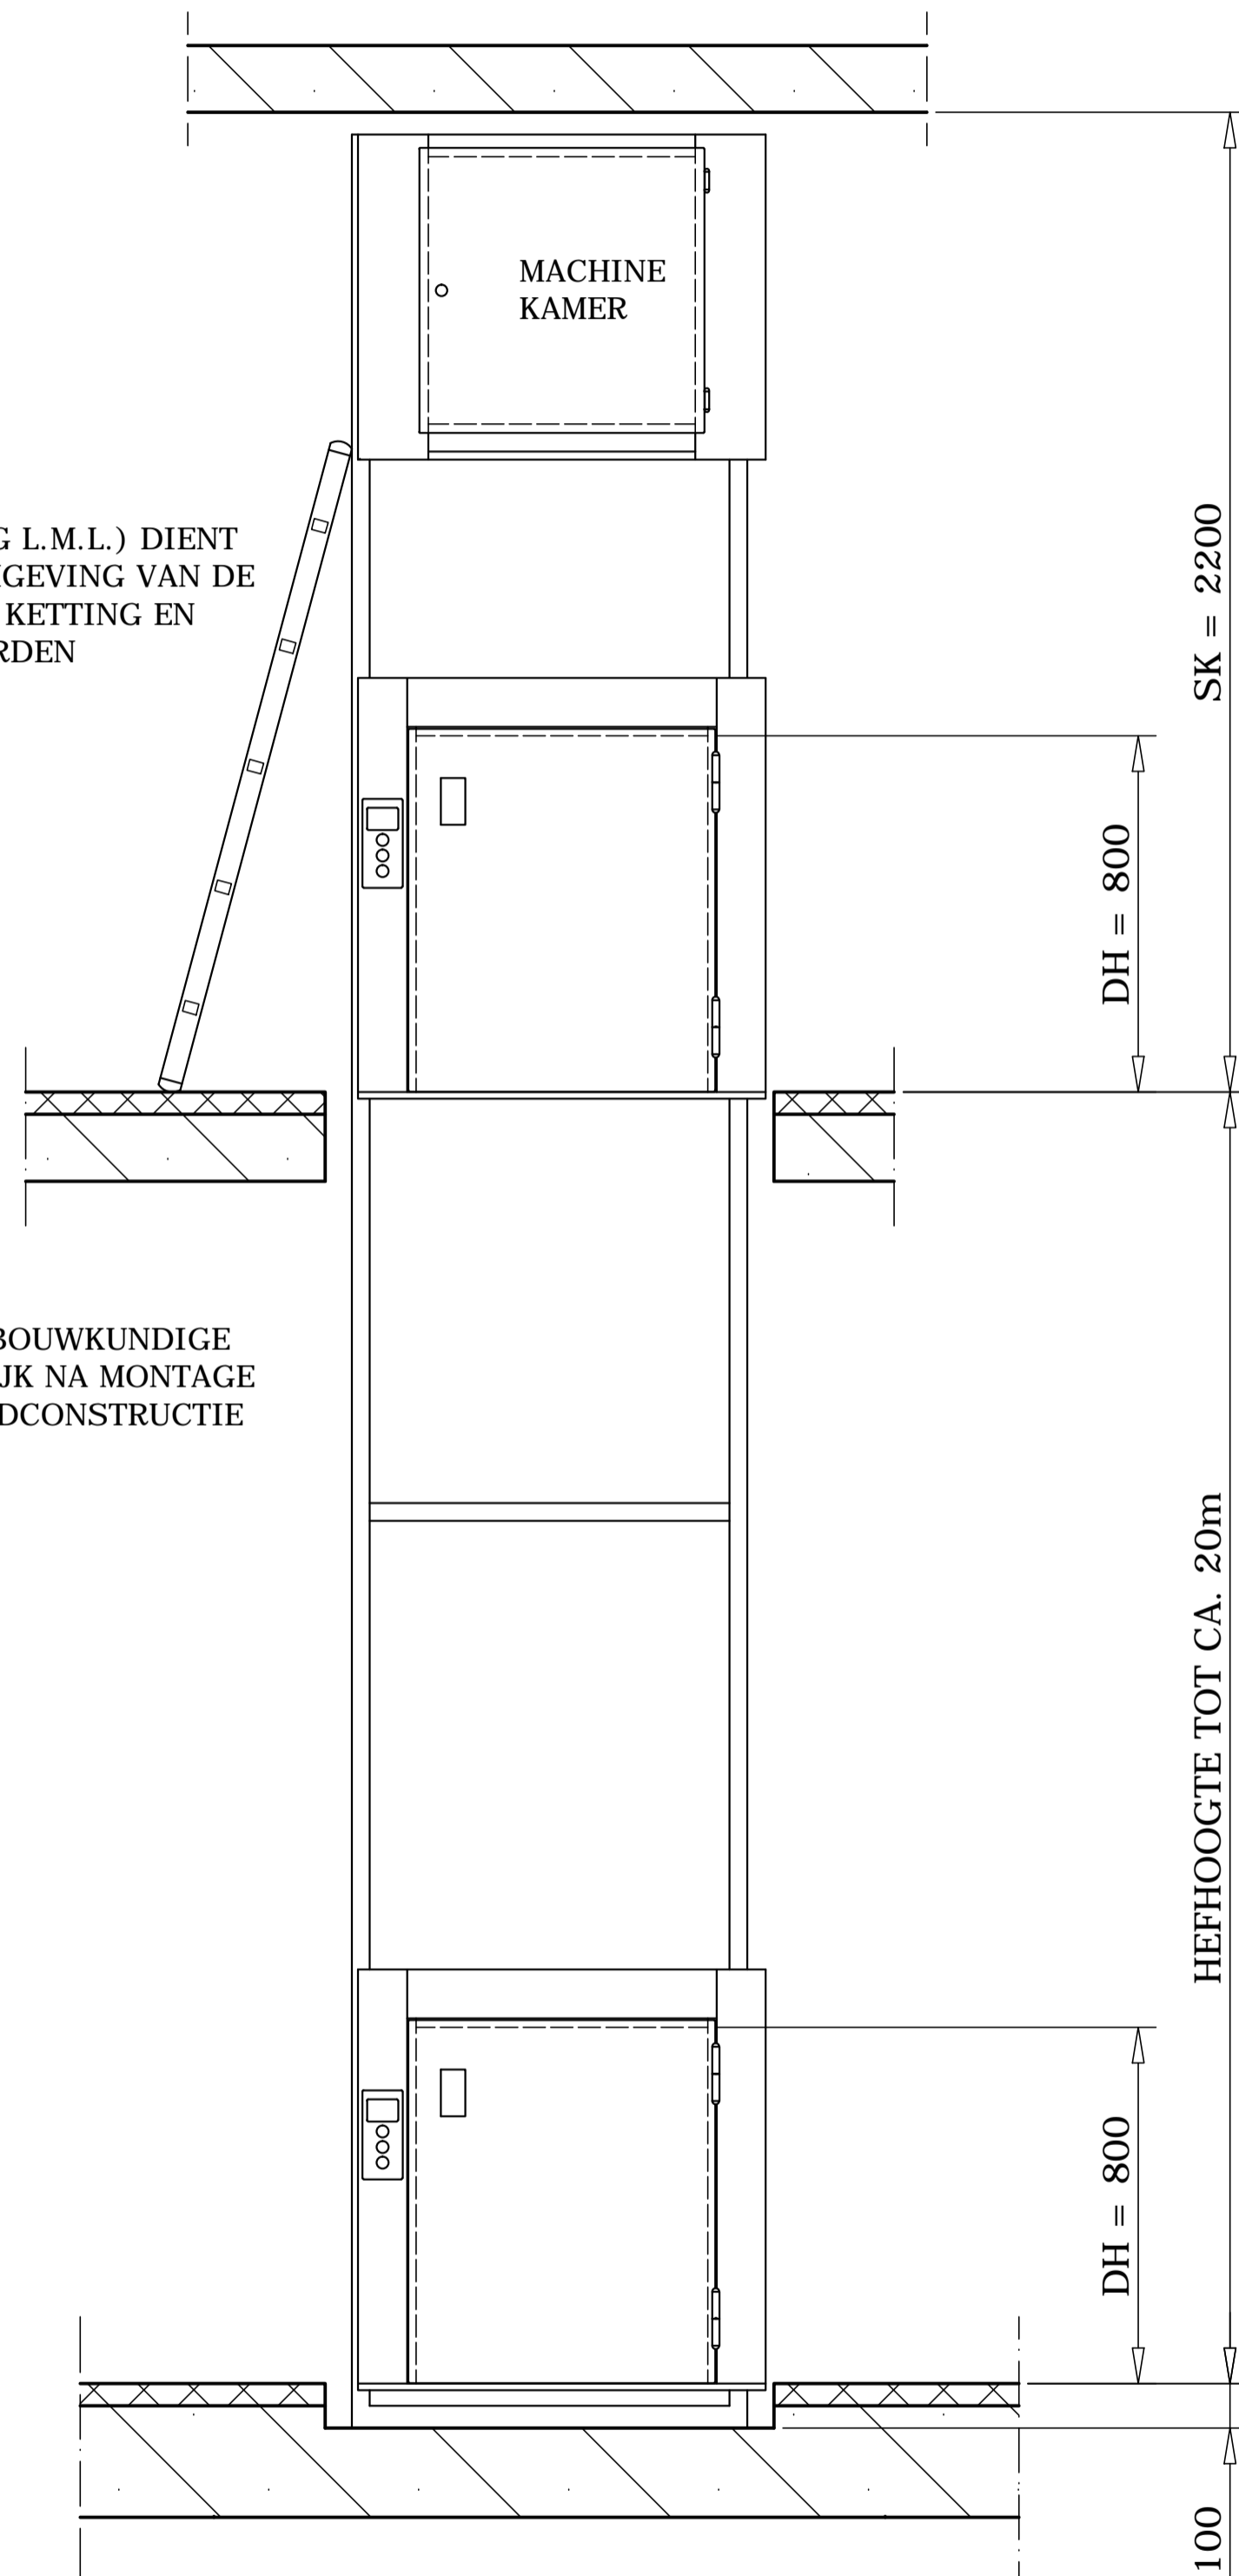 MACHINE
KAMER
G L.M.L.) DIENT
GEVING VAN DE
KETTING EN
RDEN
SK = 2200
DH = 800
BOUWKUNDIGE
JK NA MONTAGE
DCONSTRUCTIE
HEFHOOGTE TOT CA. 20m
DH = 800
100